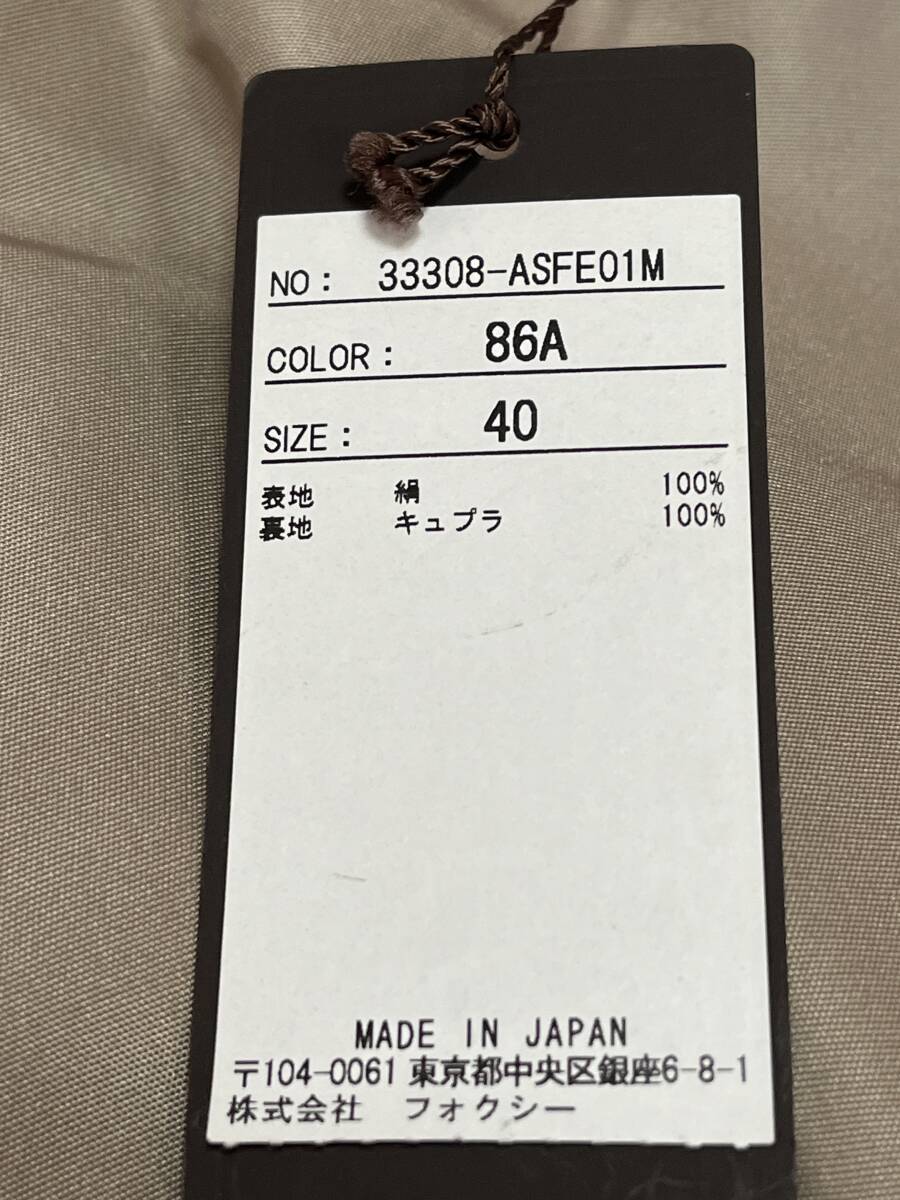 NO : 33308-ASFE01M
COLOR : 86A
SIZE : 40
表地 絹 100%
裏地 キュプラ 100%
MADE IN JAPAN
〒104-0061 東京都中央区銀座6-8-1
株式会社 フォクシー